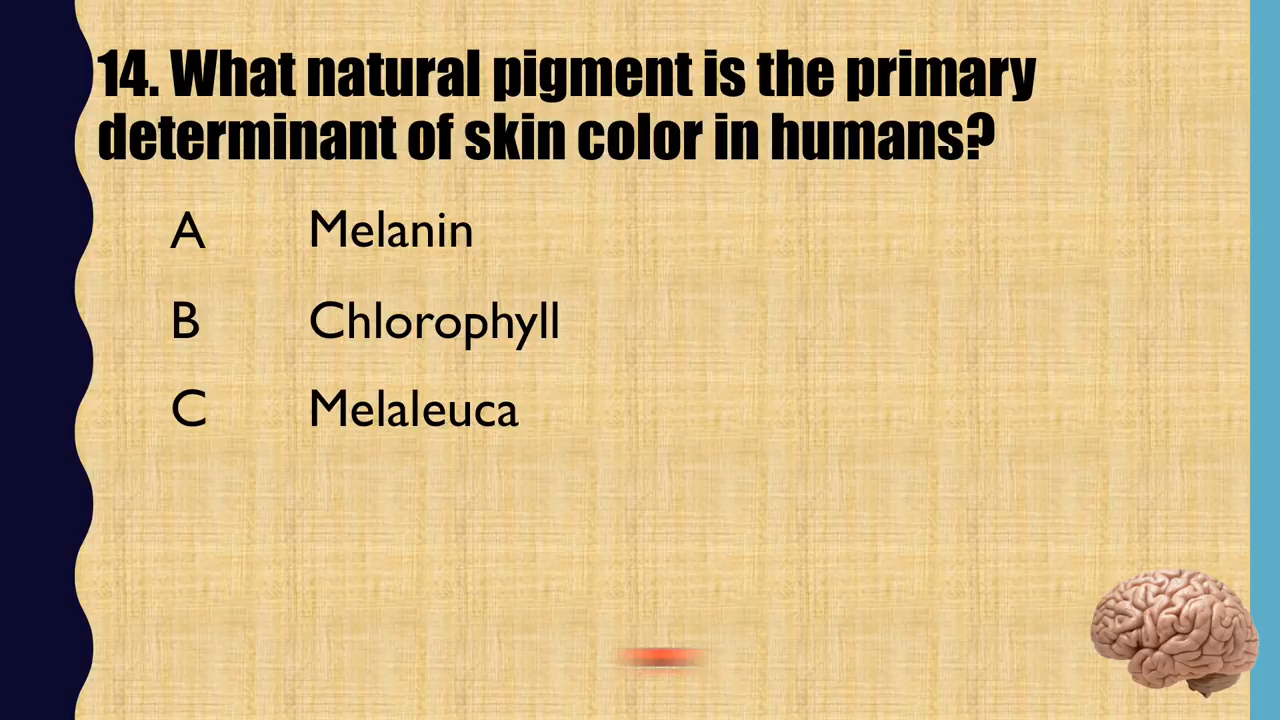 14. What natural pigment is the primary
determinant of skin color in humans?
A Melanin
B Chlorophyll
C Melaleuca